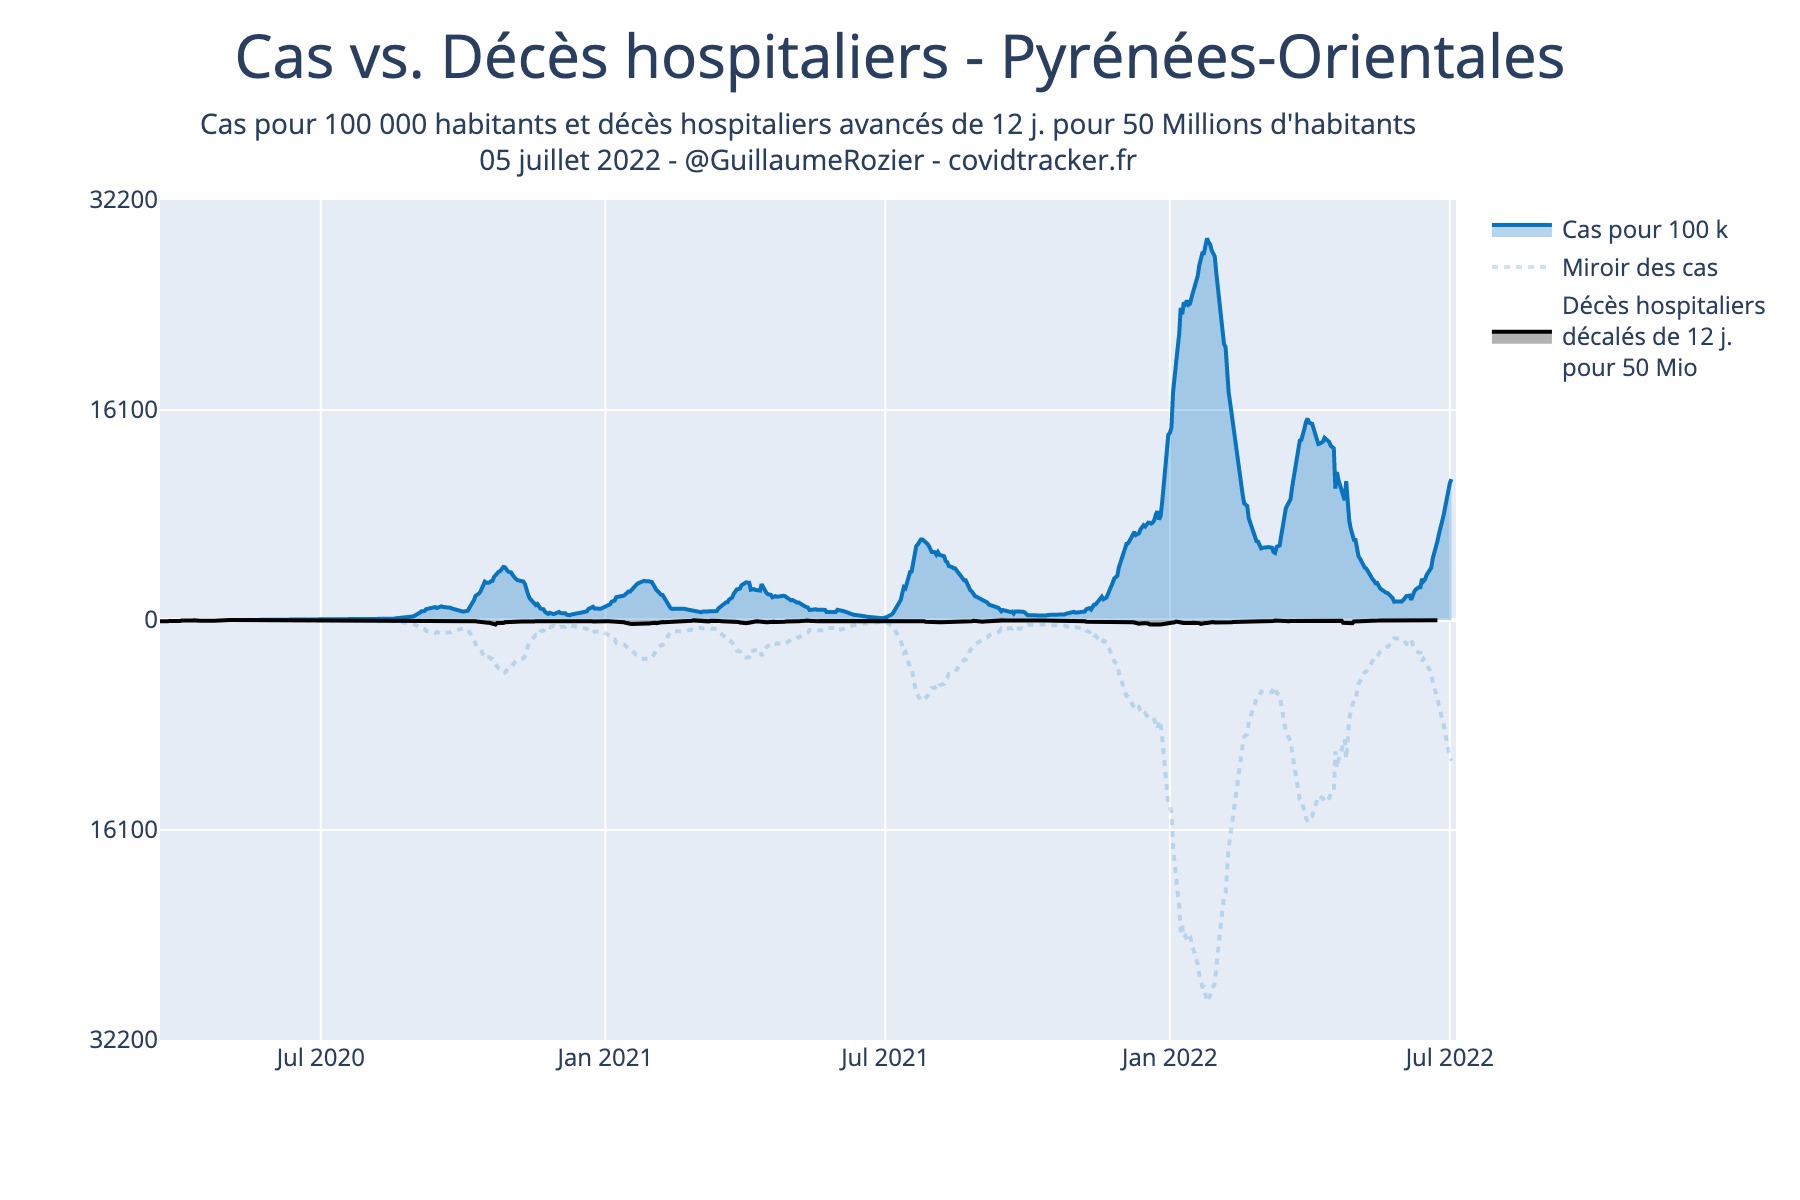 Cas vs. Décès hospitaliers - Pyrénées-Orientales
Cas pour 100 000 habitants et décès hospitaliers avancés de 12 j. pour 50 Millions d'habitants
05 juillet 2022 - @GuillaumeRozier - covidtracker.fr
32200
16100
0
16100
32200
Jul 2020
Jan 2021
Jul 2021
Jan 2022
Jul 2022
Cas pour 100 k
Miroir des cas
Décès hospitaliers
décalés de 12 j.
pour 50 Mio